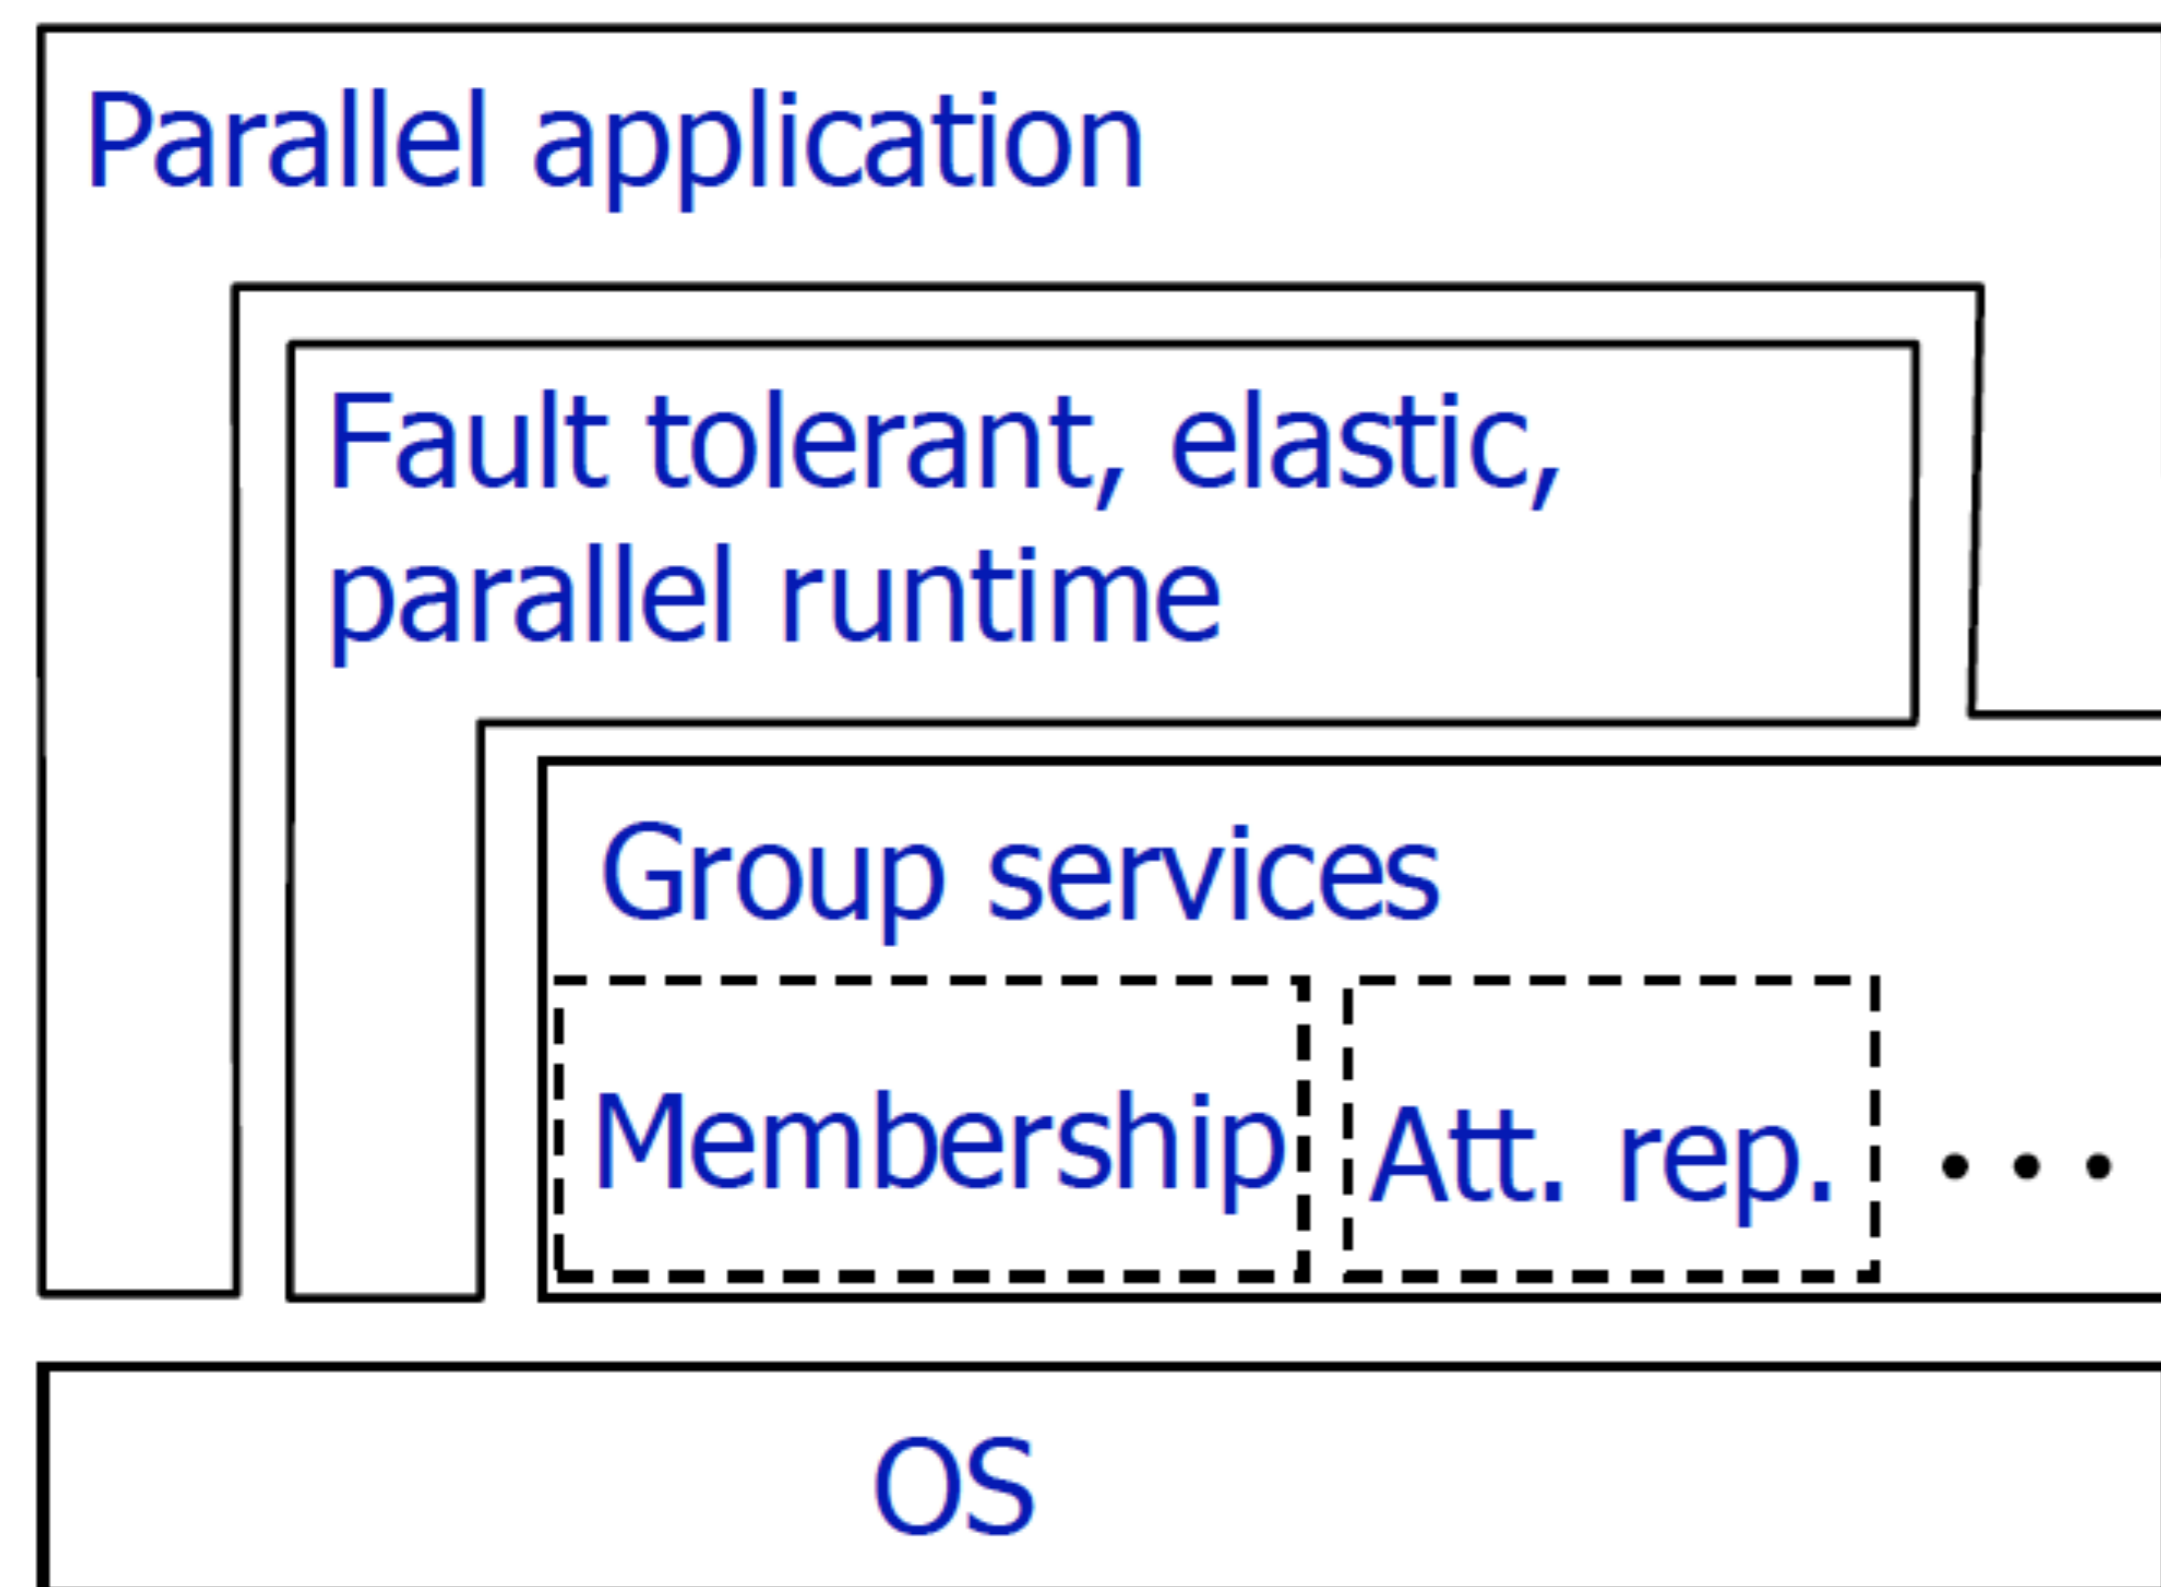 Parallel application
Fault tolerant, elastic,
parallel runtime
Group services
Membership
Att. rep.
...
OS